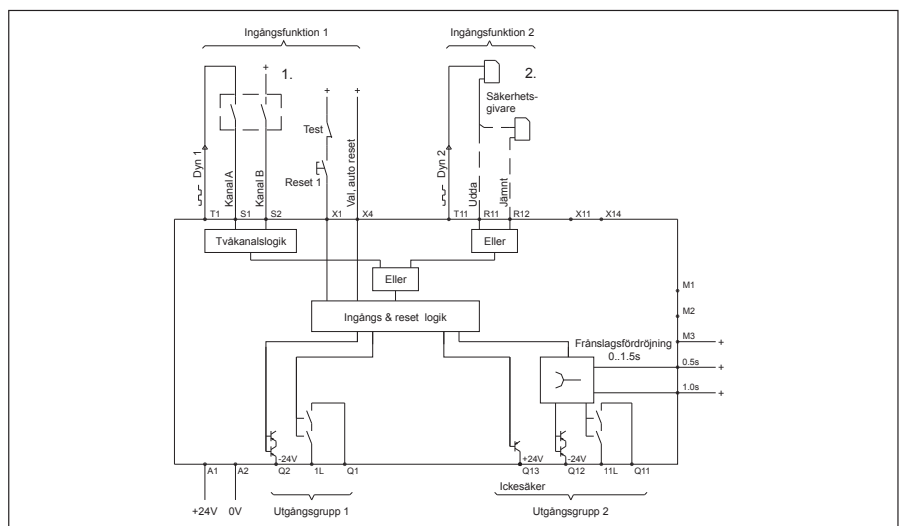 Ingångsfunktion 1
Ingångsfunktion 2
+
1.
2.
+
+
Säkerhets-
givare
Test
Dyn 1
Kanal A
Kanal B
Reset 1
Val, auto reset
Dyn 2
Udda
Jämnt
T1
S1
S2
X1
X4
T11
R11
R12
X11
X14
Tvåkanalslogik
Eller
Eller
M1
Ingångs & reset logik
M2
M3
+
Frånslagsfördröjning
0..1.5s
0.5s
+
1.0s
+
-24V
+24V
-24V
A1
A2
Q2
1L
Q1
Q13
Q12
11L
Q11
Ickesäker
+24V
0V
Utgångsgrupp 1
Utgångsgrupp 2